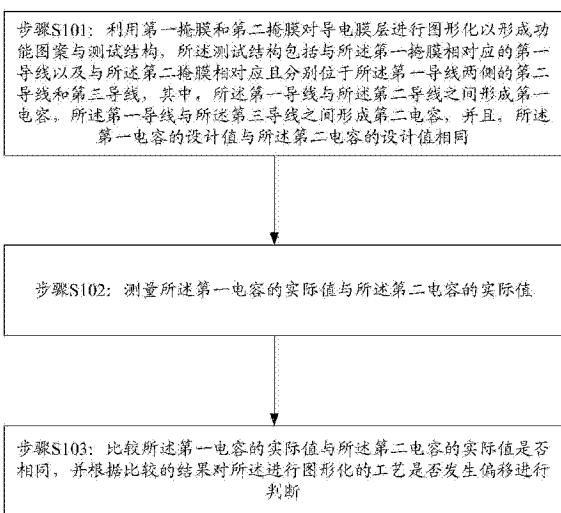 步骤S101：利用第一掩膜和第二掩膜对导电膜层进行图形化以形成功
能图案与测试结构，所述测试结构包括与所述第一掩膜相对应的第一
导线以及与所述第二掩膜相对应且分别位于所述第一导线两侧的第二
导线和第三导线，其中，所述第一导线与所述第二导线之间形成第一
电容，所述第一导线与所述第三导线之间形成第二电容，并且，所述
第一电容的设计值与所述第二电容的设计值相同
步骤S102：测量所述第一电容的实际值与所述第二电容的实际值
步骤S103：比较所述第一电容的实际值与所述第二电容的实际值是否
相同，并根据比较的结果对所述进行图形化的工艺是否发生偏移进行
判断